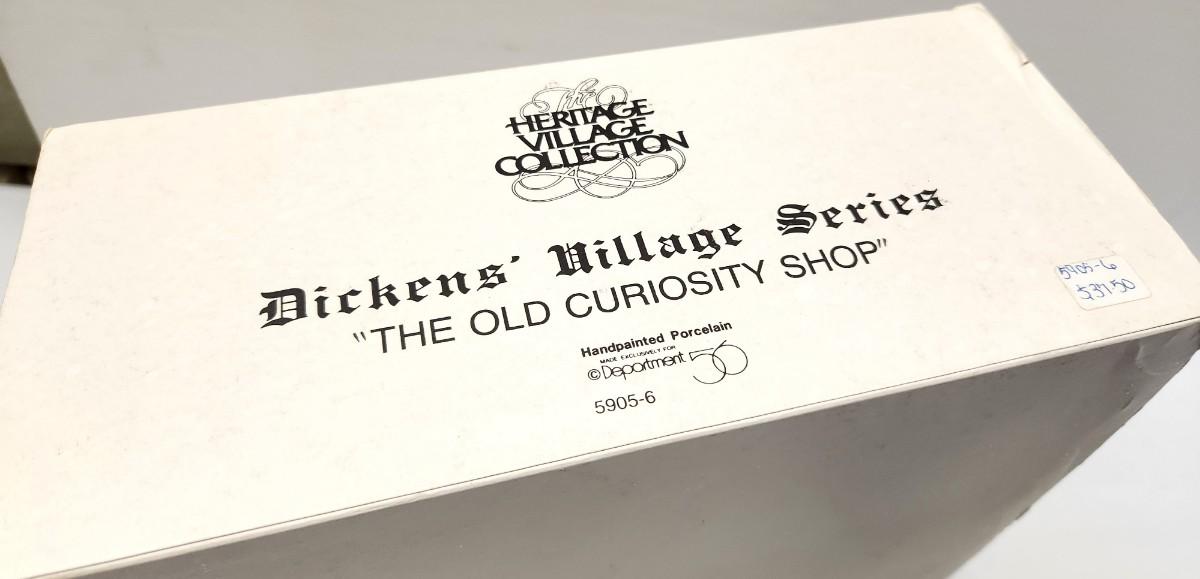 The
HERITAGE
VILLAGE
COLLECTION
Dickens' Village Series
"THE OLD CURIOSITY SHOP"
Handpainted Porcelain
MADE EXCLUSIVELY FOR
©Department 56
5905-6
5905-6
$37.50